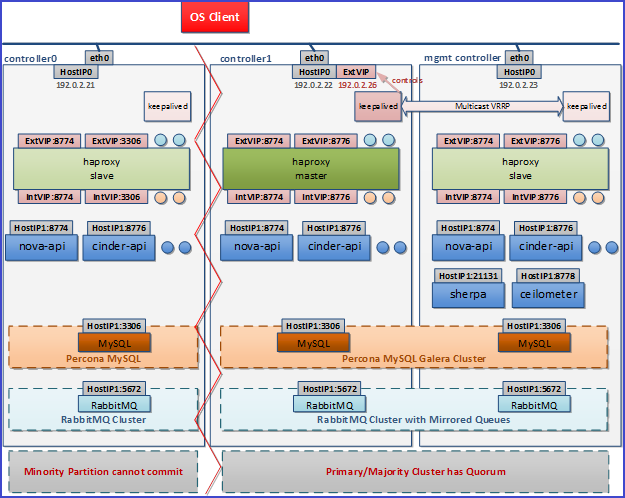 OS Client
controller0
eth0
HostIP0
192.0.2.21
keepalived
ExtVIP:8774
ExtVIP:3306
haproxy
slave
IntVIP:8774
IntVIP:3306
HostIP1:8774
HostIP1:8776
nova-api
cinder-api
HostIP1:3306
MySQL
Percona MySQL
HostIP1:5672
RabbitMQ
RabbitMQ Cluster
Minority Partition cannot commit
controller1
eth0
HostIP0
ExtVIP
192.0.2.22
192.0.2.26
controls
keepalived
Multicast VRRP
ExtVIP:8774
ExtVIP:8776
haproxy
master
IntVIP:8774
IntVIP:8776
HostIP1:8774
HostIP1:8776
nova-api
cinder-api
HostIP1:3306
MySQL
Percona MySQL Galera Cluster
HostIP1:5672
RabbitMQ
RabbitMQ Cluster with Mirrored Queues
Primary/Majority Cluster has Quorum
mgmt controller
eth0
HostIP0
192.0.2.23
keepalived
ExtVIP:8774
ExtVIP:8776
haproxy
slave
IntVIP:8774
IntVIP:8776
HostIP1:8774
HostIP1:8776
nova-api
cinder-api
HostIP1:21131
HostIP1:8778
sherpa
ceilometer
HostIP1:3306
MySQL
HostIP1:5672
RabbitMQ